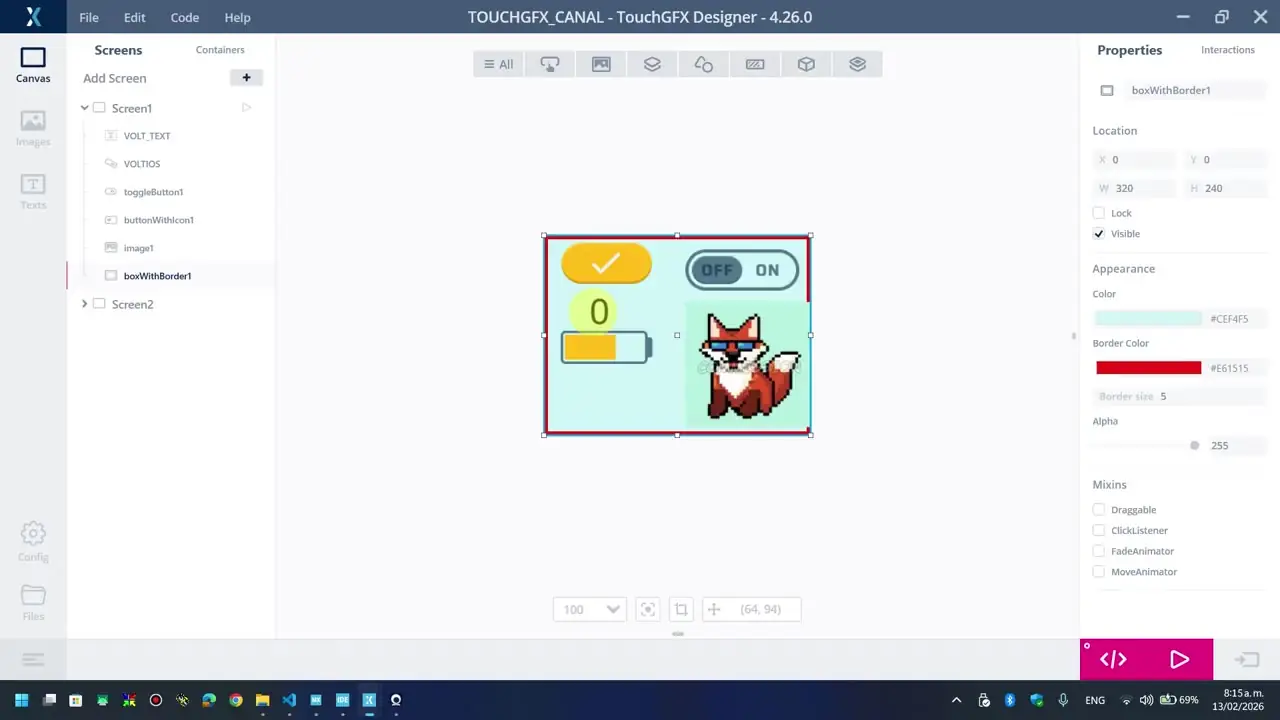 File Edit Code Help
TOUCHGFX_CANAL - TouchGFX Designer - 4.26.0
Canvas
Images
Texts
Config
Files
Screens Containers
Add Screen +
Screen1
VOLT_TEXT
VOLTIOS
toggleButton1
buttonWithIcon1
image1
boxWithBorder1
Screen2
All
OFF ON
0
100
(64, 94)
Properties Interactions
boxWithBorder1
Location
X 0 Y 0
W 320 H 240
Lock
Visible
Appearance
Color
#CEF4F5
Border Color
#E61515
Border size 5
Alpha
255
Mixins
Draggable
ClickListener
FadeAnimator
MoveAnimator
ENG
69%
8:15 a. m.
13/02/2026